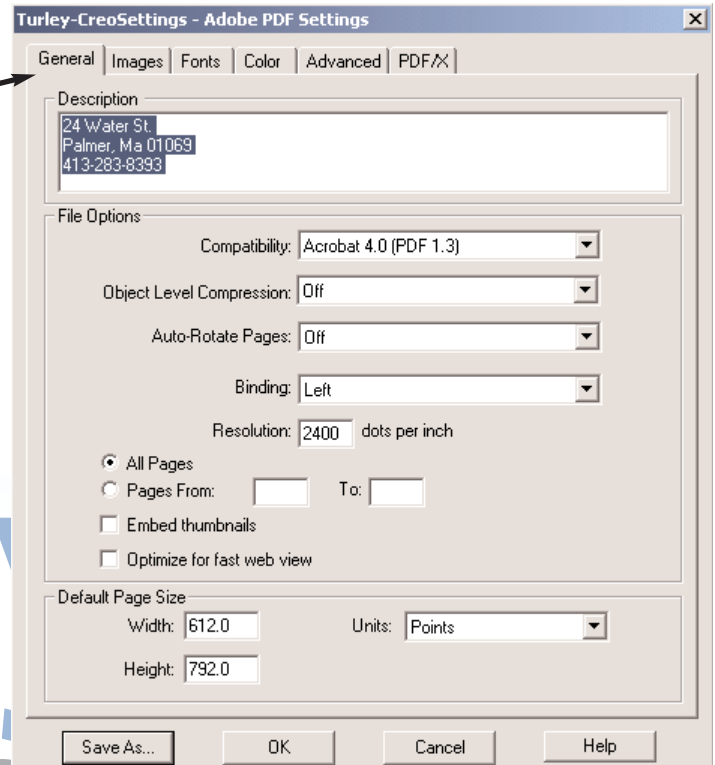 Turley-CreoSettings - Adobe PDF Settings
General Images Fonts Color Advanced PDF/X
Description
24 Water St.
Palmer, Ma 01069
413-283-8393
File Options
Compatibility: Acrobat 4.0 (PDF 1.3)
Object Level Compression: Off
Auto-Rotate Pages: Off
Binding: Left
Resolution: 2400 dots per inch
All Pages
Pages From: To:
Embed thumbnails
Optimize for fast web view
Default Page Size
Width: 612.0 Units: Points
Height: 792.0
Save As... OK Cancel Help